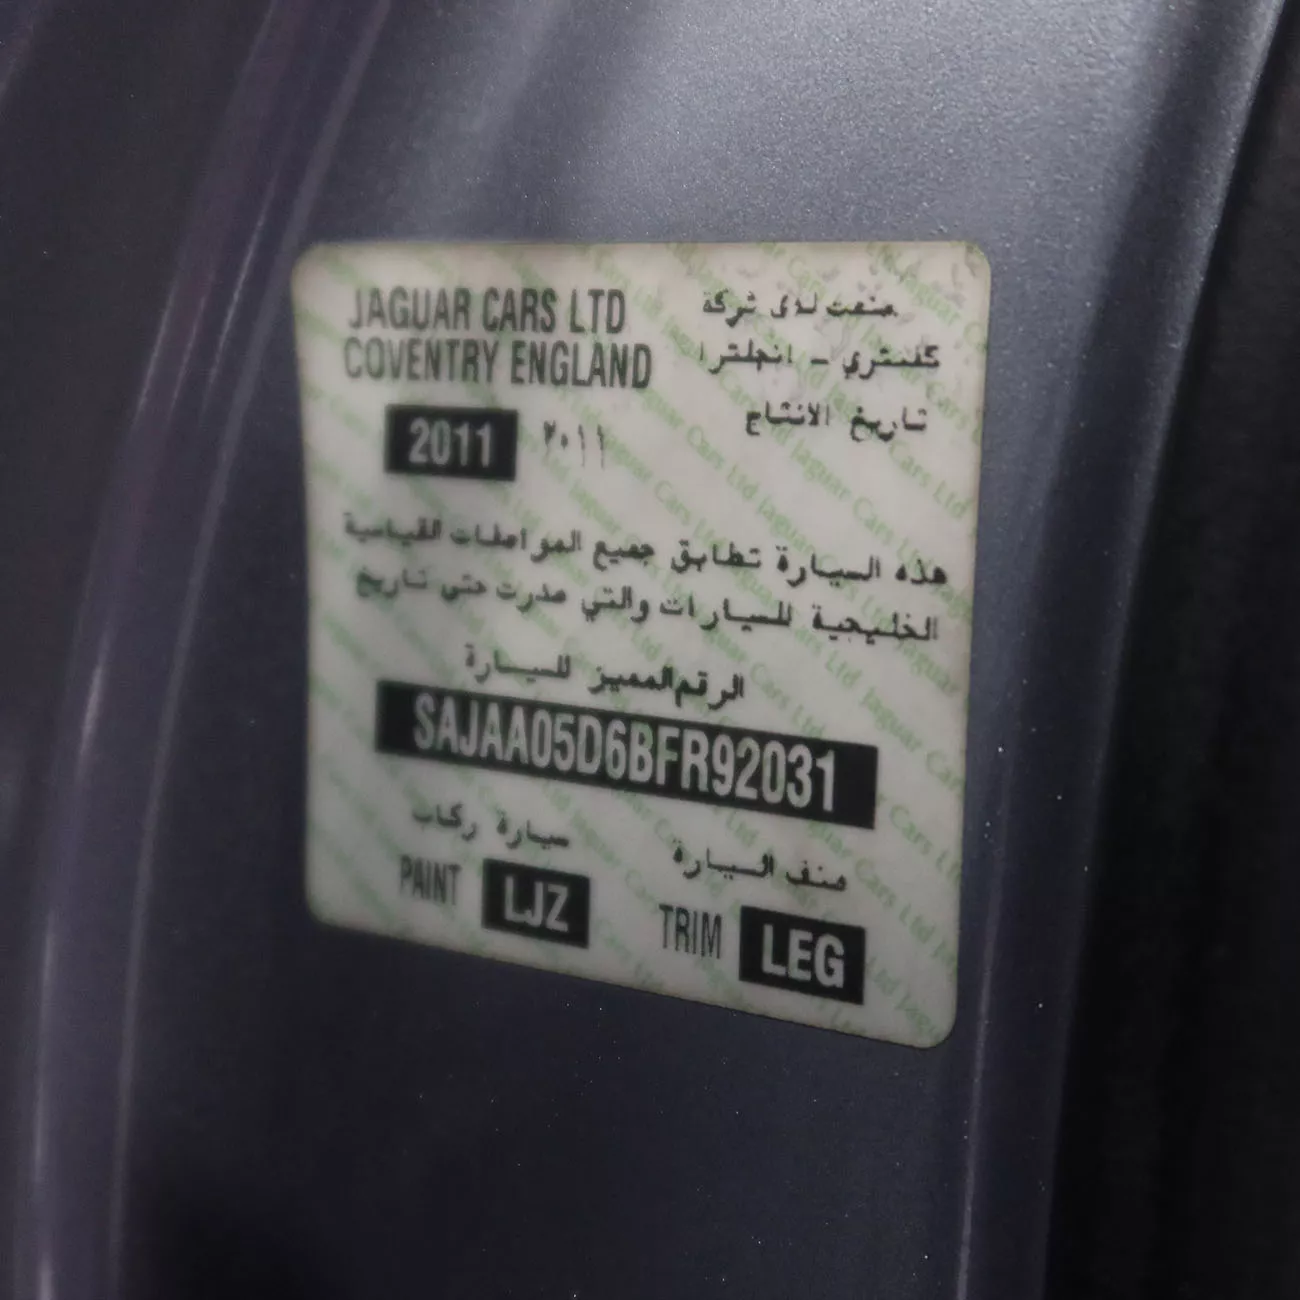 JAGUAR CARS LTD
صنعت لدى شركة
COVENTRY ENGLAND
كفنتري - انجلترا
تاريخ الانتاج
2011
٢٠١١
هذه السيارة تطابق جميع المواصفات القياسية
الخليجية للسيارات والتي صدرت حتى تاريخ
الرقم المميز للسيارة
SAJAA05D6BFR92031
صنف السيارة
سيارة ركاب
PAINT LJZ
TRIM LEG